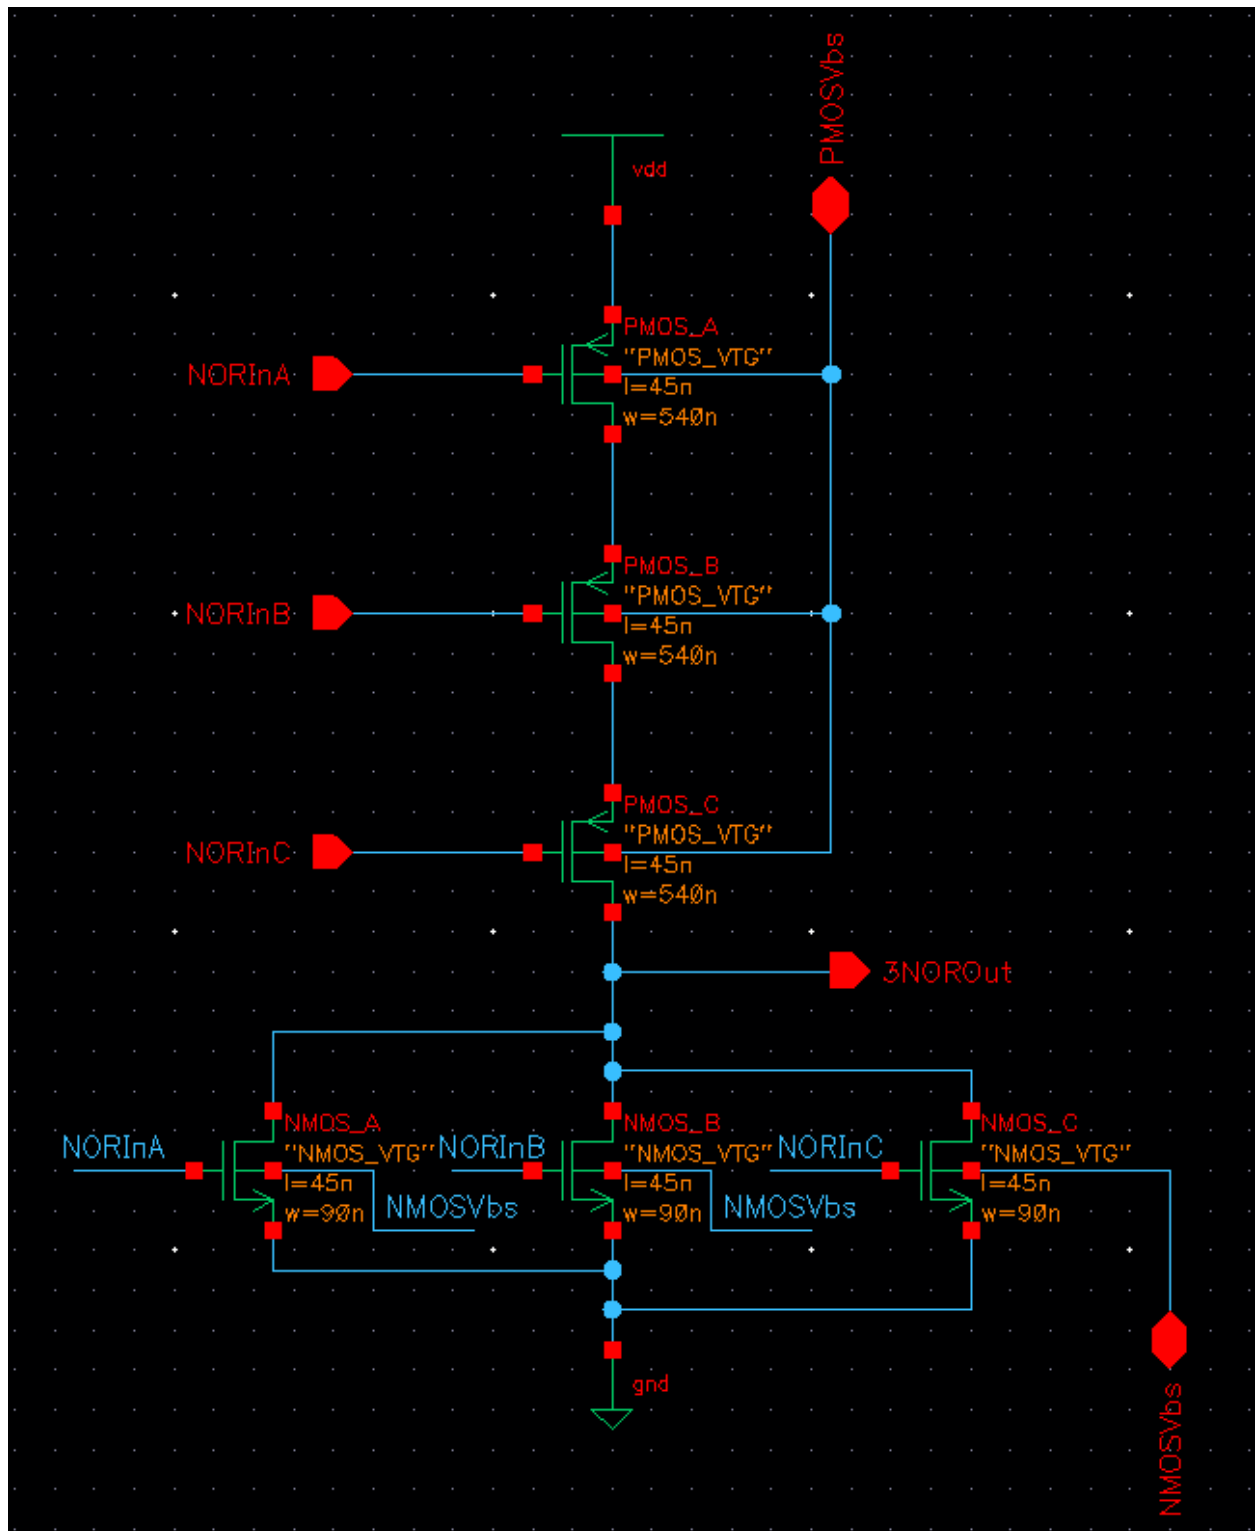 PMOSVbs
vdd
PMOS_A
"PMOS_VTG"
NORInA
l=45n
w=540n
PMOS_B
"PMOS_VTG"
NORInB
l=45n
w=540n
PMOS_C
"PMOS_VTG"
NORInC
l=45n
w=540n
3NOROut
NMOS_A
NORInA
"NMOS_VTG"
l=45n
w=90n
NMOSVbs
NMOS_B
NORInB
"NMOS_VTG"
l=45n
w=90n
NMOSVbs
NMOS_C
NORInC
"NMOS_VTG"
l=45n
w=90n
gnd
NMOSVbs